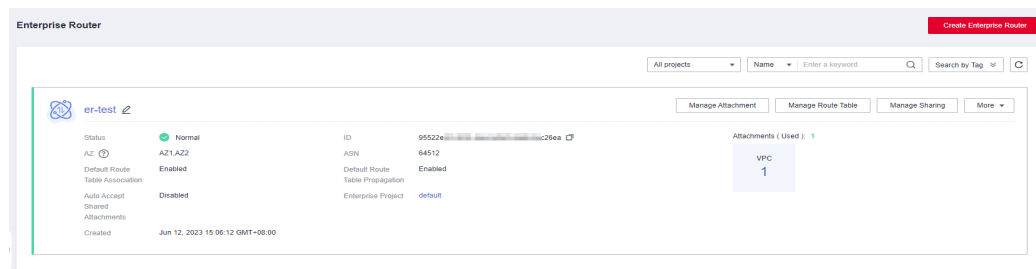 Enterprise Router
Create Enterprise Router
All projects Name Enter a keyword. Search by Tag
er-test
Manage Attachment Manage Route Table Manage Sharing More
Status Normal ID 95522e c26ea Attachments ( Used ): 1
AZ AZ1,AZ2 ASN 64512
VPC
1
Default Route Table Association Enabled Default Route Table Propagation Enabled
Auto Accept Shared Attachments Disabled Enterprise Project default
Created Jun 12, 2023 15:06:12 GMT+08:00